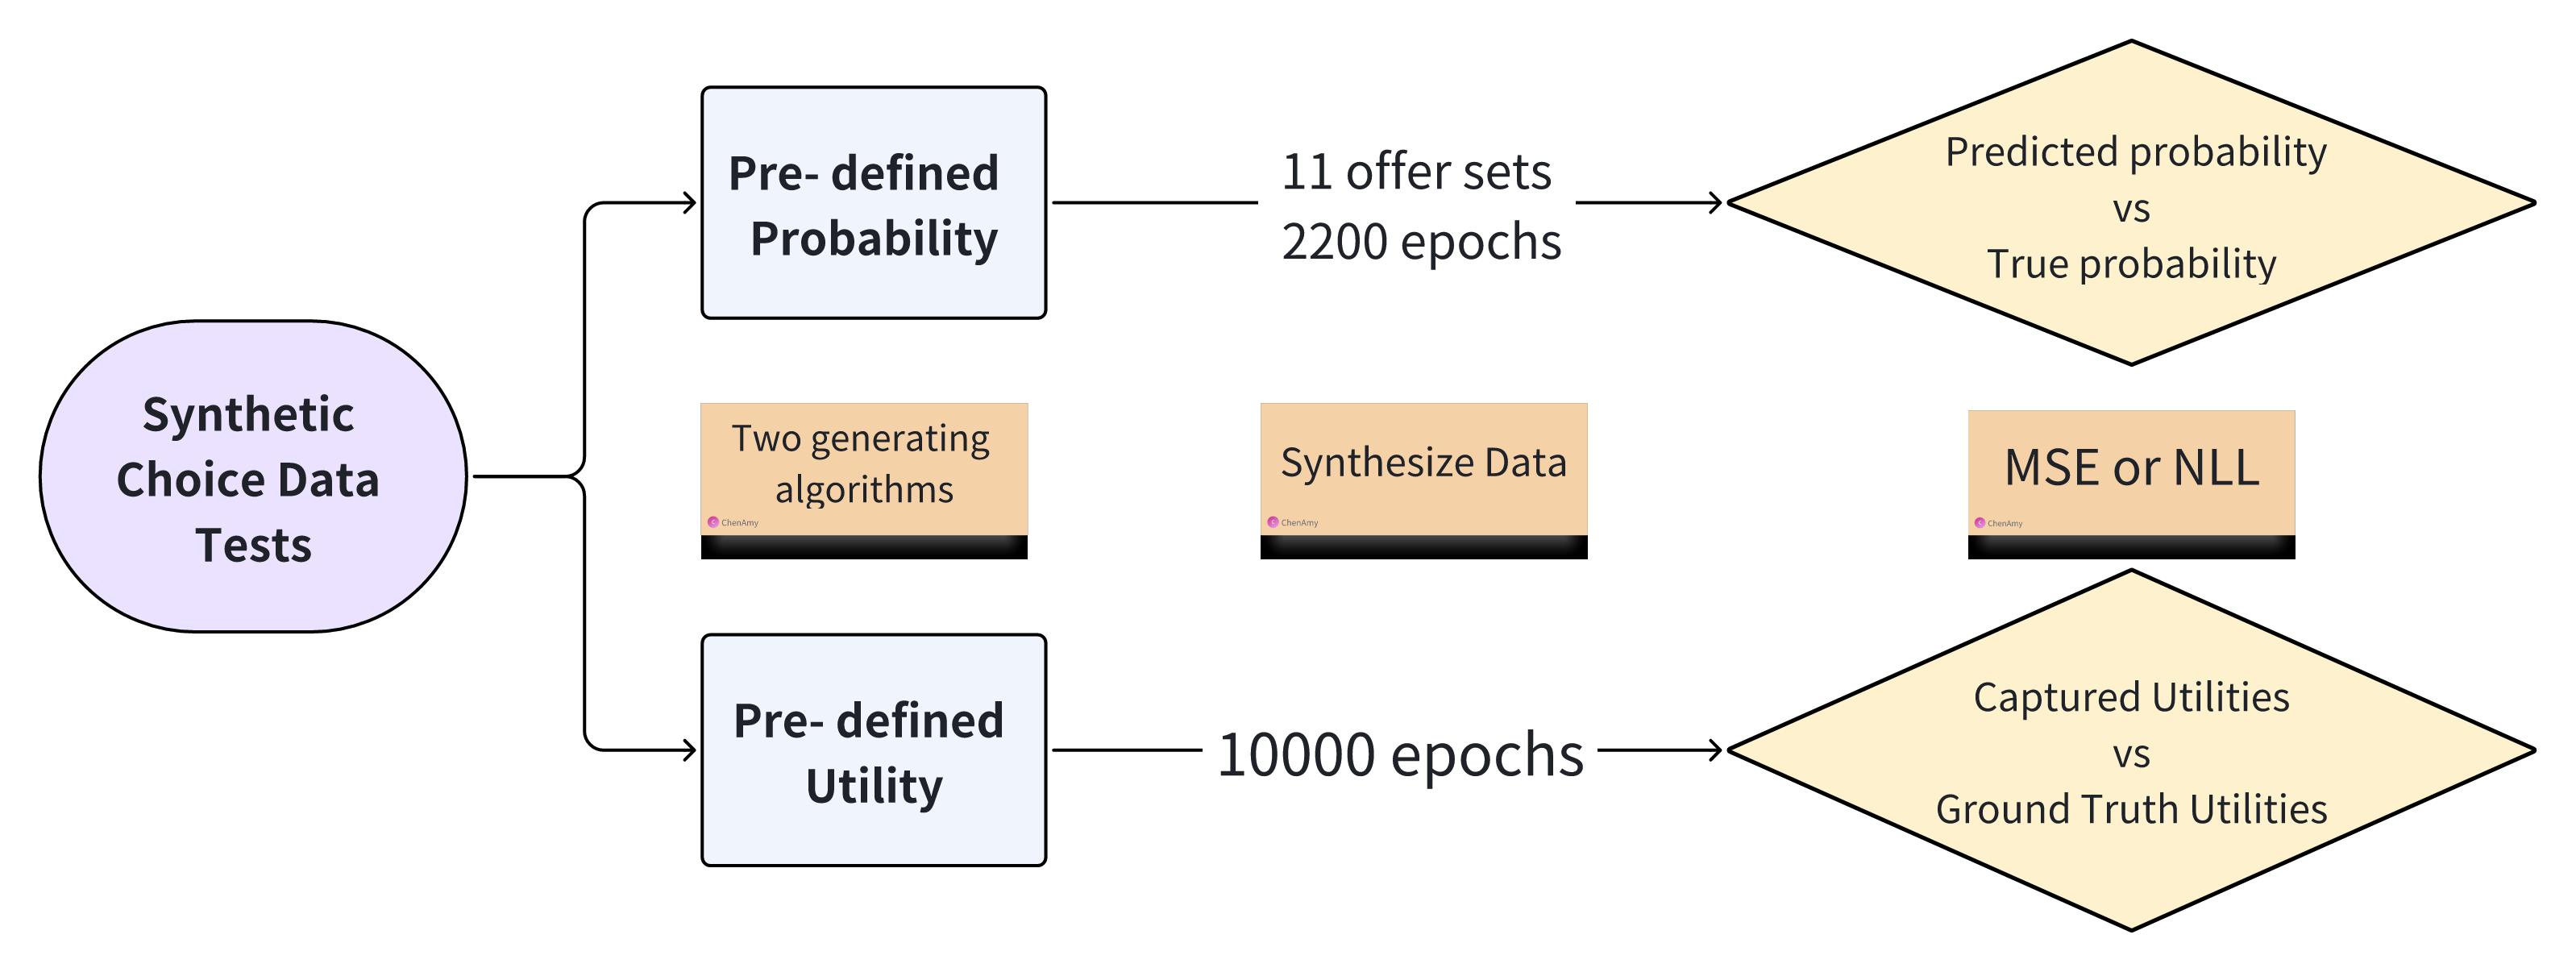 Synthetic
Choice Data
Tests
Pre- defined
Probability
11 offer sets
2200 epochs
Predicted probability
vs
True probability
Two generating
algorithms
C ChenAmy
Synthesize Data
C ChenAmy
MSE or NLL
C ChenAmy
Pre- defined
Utility
10000 epochs
Captured Utilities
vs
Ground Truth Utilities